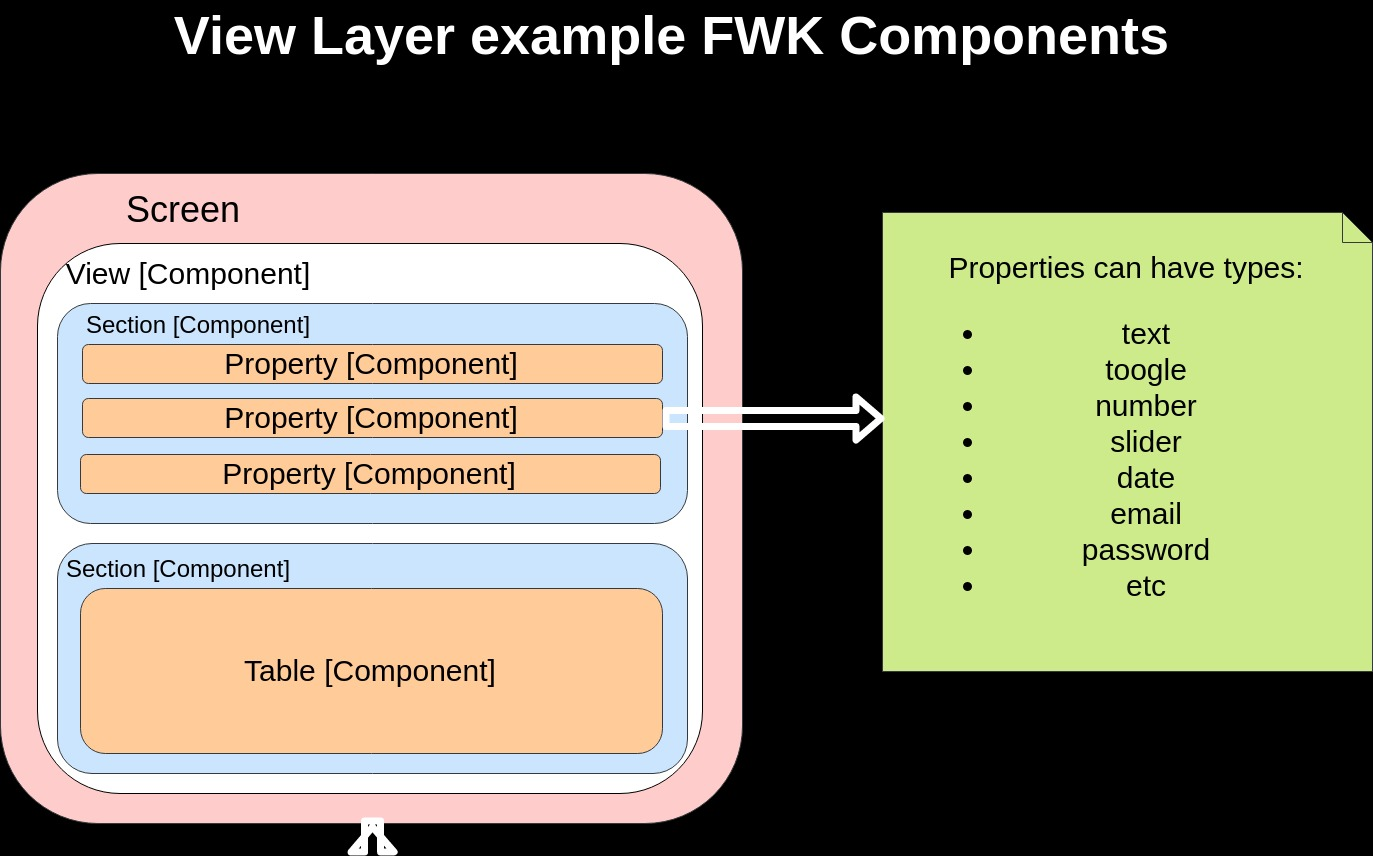 View Layer example FWK Components
Screen
View [Component]
Section [Component]
Property [Component]
Property [Component]
Property [Component]
Section [Component]
Table [Component]
Properties can have types:
• text
• toogle
• number
• slider
• date
• email
• password
• etc